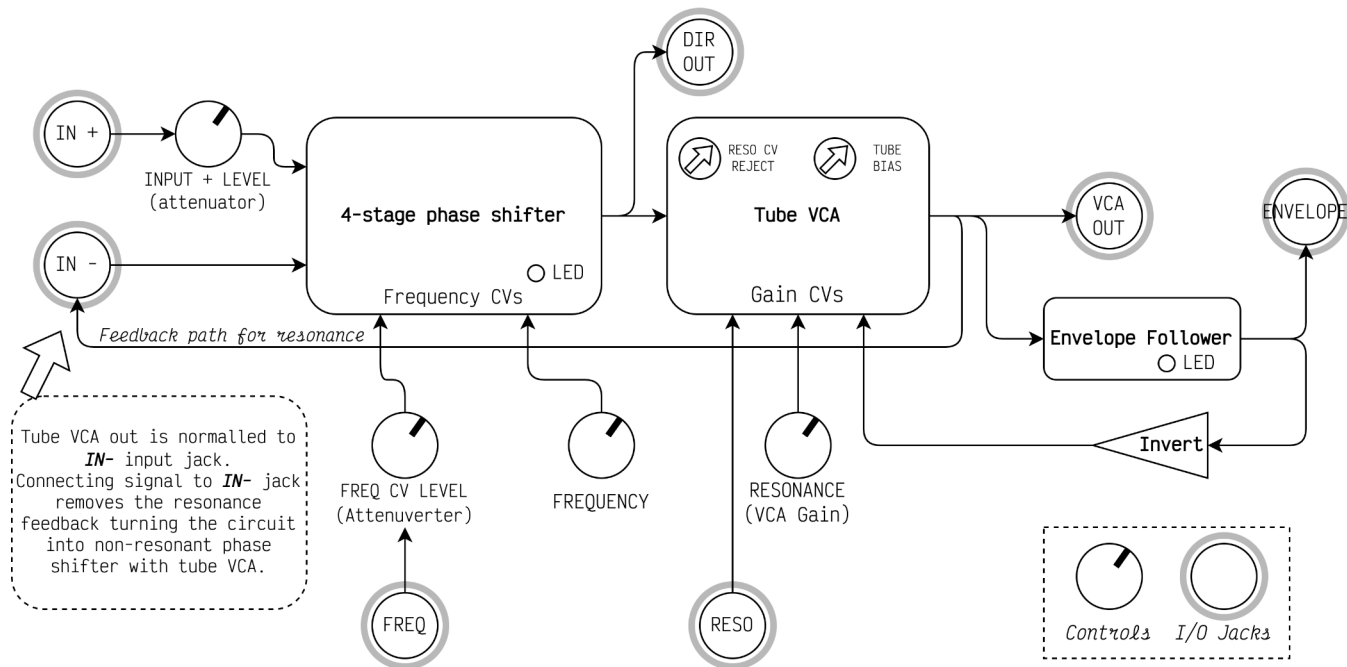 DIR
OUT
IN +
INPUT + LEVEL
(attenuator)
IN -
4-stage phase shifter
LED
Frequency CVs
RESO CV
REJECT
TUBE
BIAS
Tube VCA
Gain CVs
VCA
OUT
ENVELOPE
Feedback path for resonance
Envelope Follower
LED
Invert
Tube VCA out is normalled to
IN- input jack.
Connecting signal to IN- jack
removes the resonance
feedback turning the circuit
into non-resonant phase
shifter with tube VCA.
FREQ CV LEVEL
(Attenuverter)
FREQUENCY
RESONANCE
(VCA Gain)
FREQ
RESO
Controls
I/O Jacks